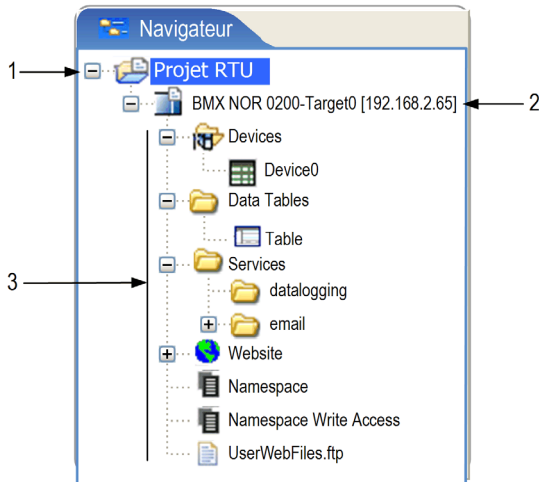 Navigateur
1
Projet RTU
BMX NOR 0200-Target0 [192.168.2.65]
2
Devices
Device0
Data Tables
Table
3
Services
datalogging
email
Website
Namespace
Namespace Write Access
UserWebFiles.ftp